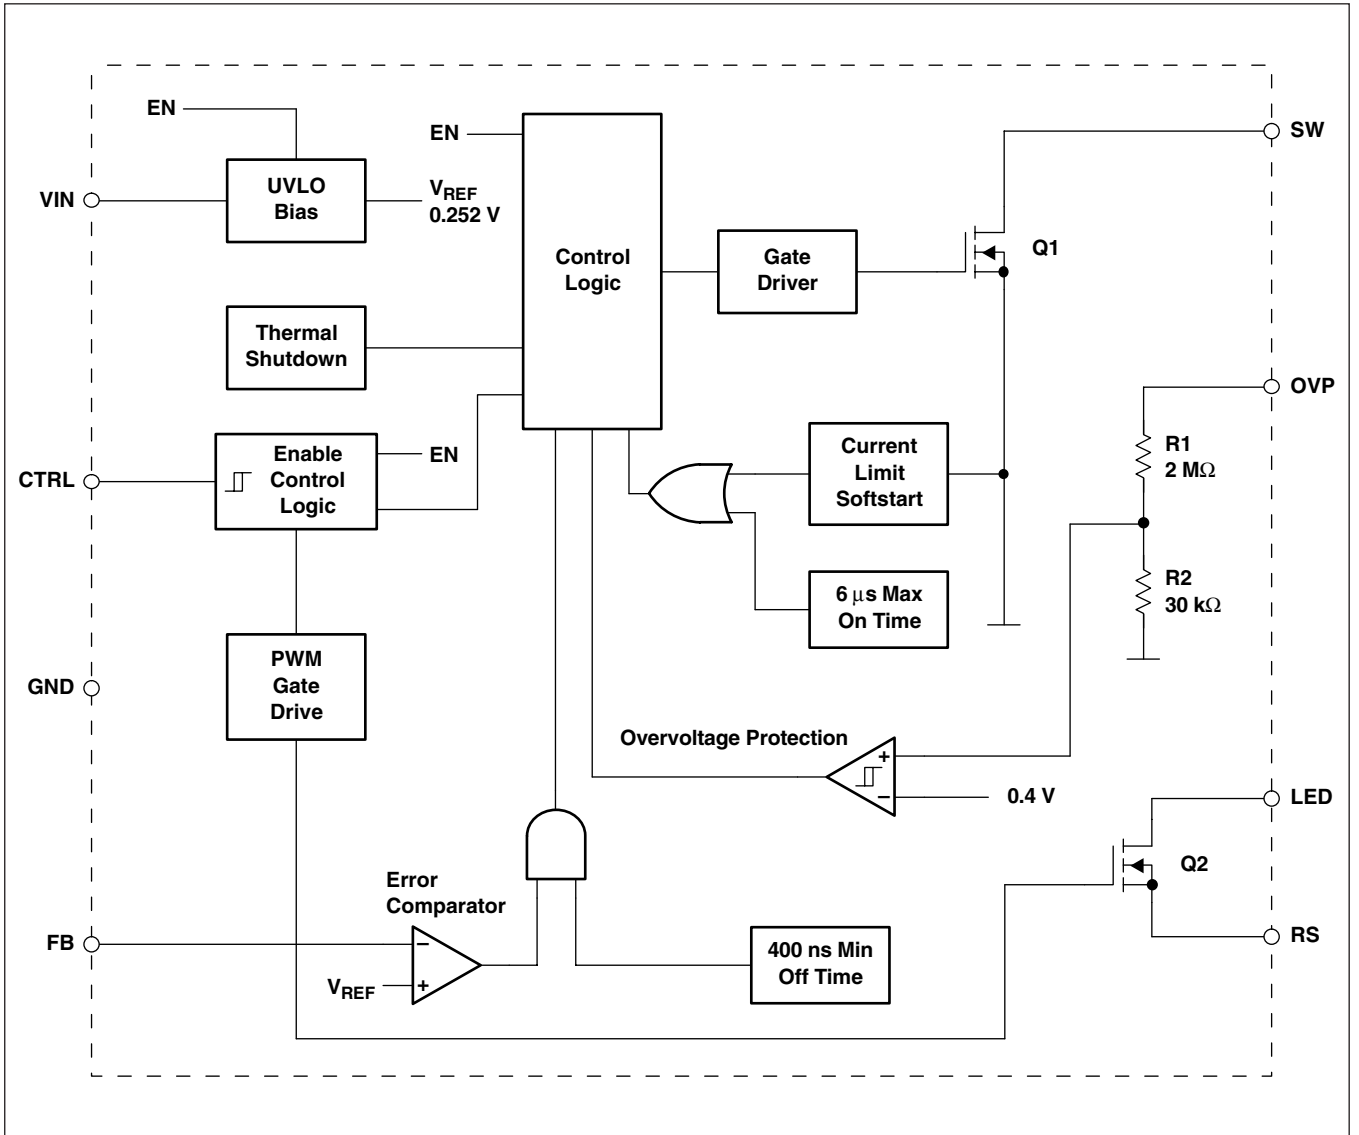 EN
EN
SW
VIN
UVLO
Bias
VREF
0.252 V
Control
Logic
Gate
Driver
Q1
Thermal
Shutdown
OVP
CTRL
Enable
Control
Logic
EN
Current
Limit
Softstart
R1
2 MΩ
6 μs Max
On Time
R2
30 kΩ
GND
PWM
Gate
Drive
Overvoltage Protection
+
−
0.4 V
LED
Q2
RS
Error
Comparator
FB
−
VREF
+
400 ns Min
Off Time